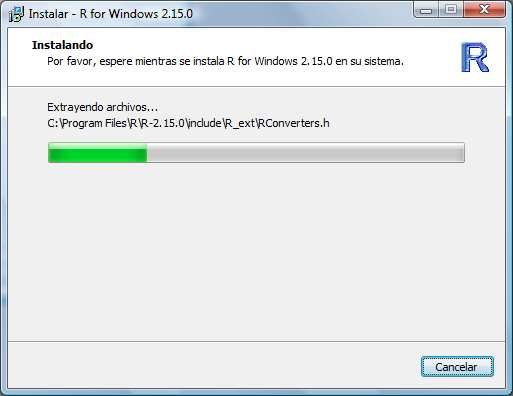 Instalar - R for Windows 2.15.0
Instalando
Por favor, espere mientras se instala R for Windows 2.15.0 en su sistema.
R
Extrayendo archivos...
C:\Program Files\R\R-2.15.0\include\R_ext\RConverters.h
Cancelar